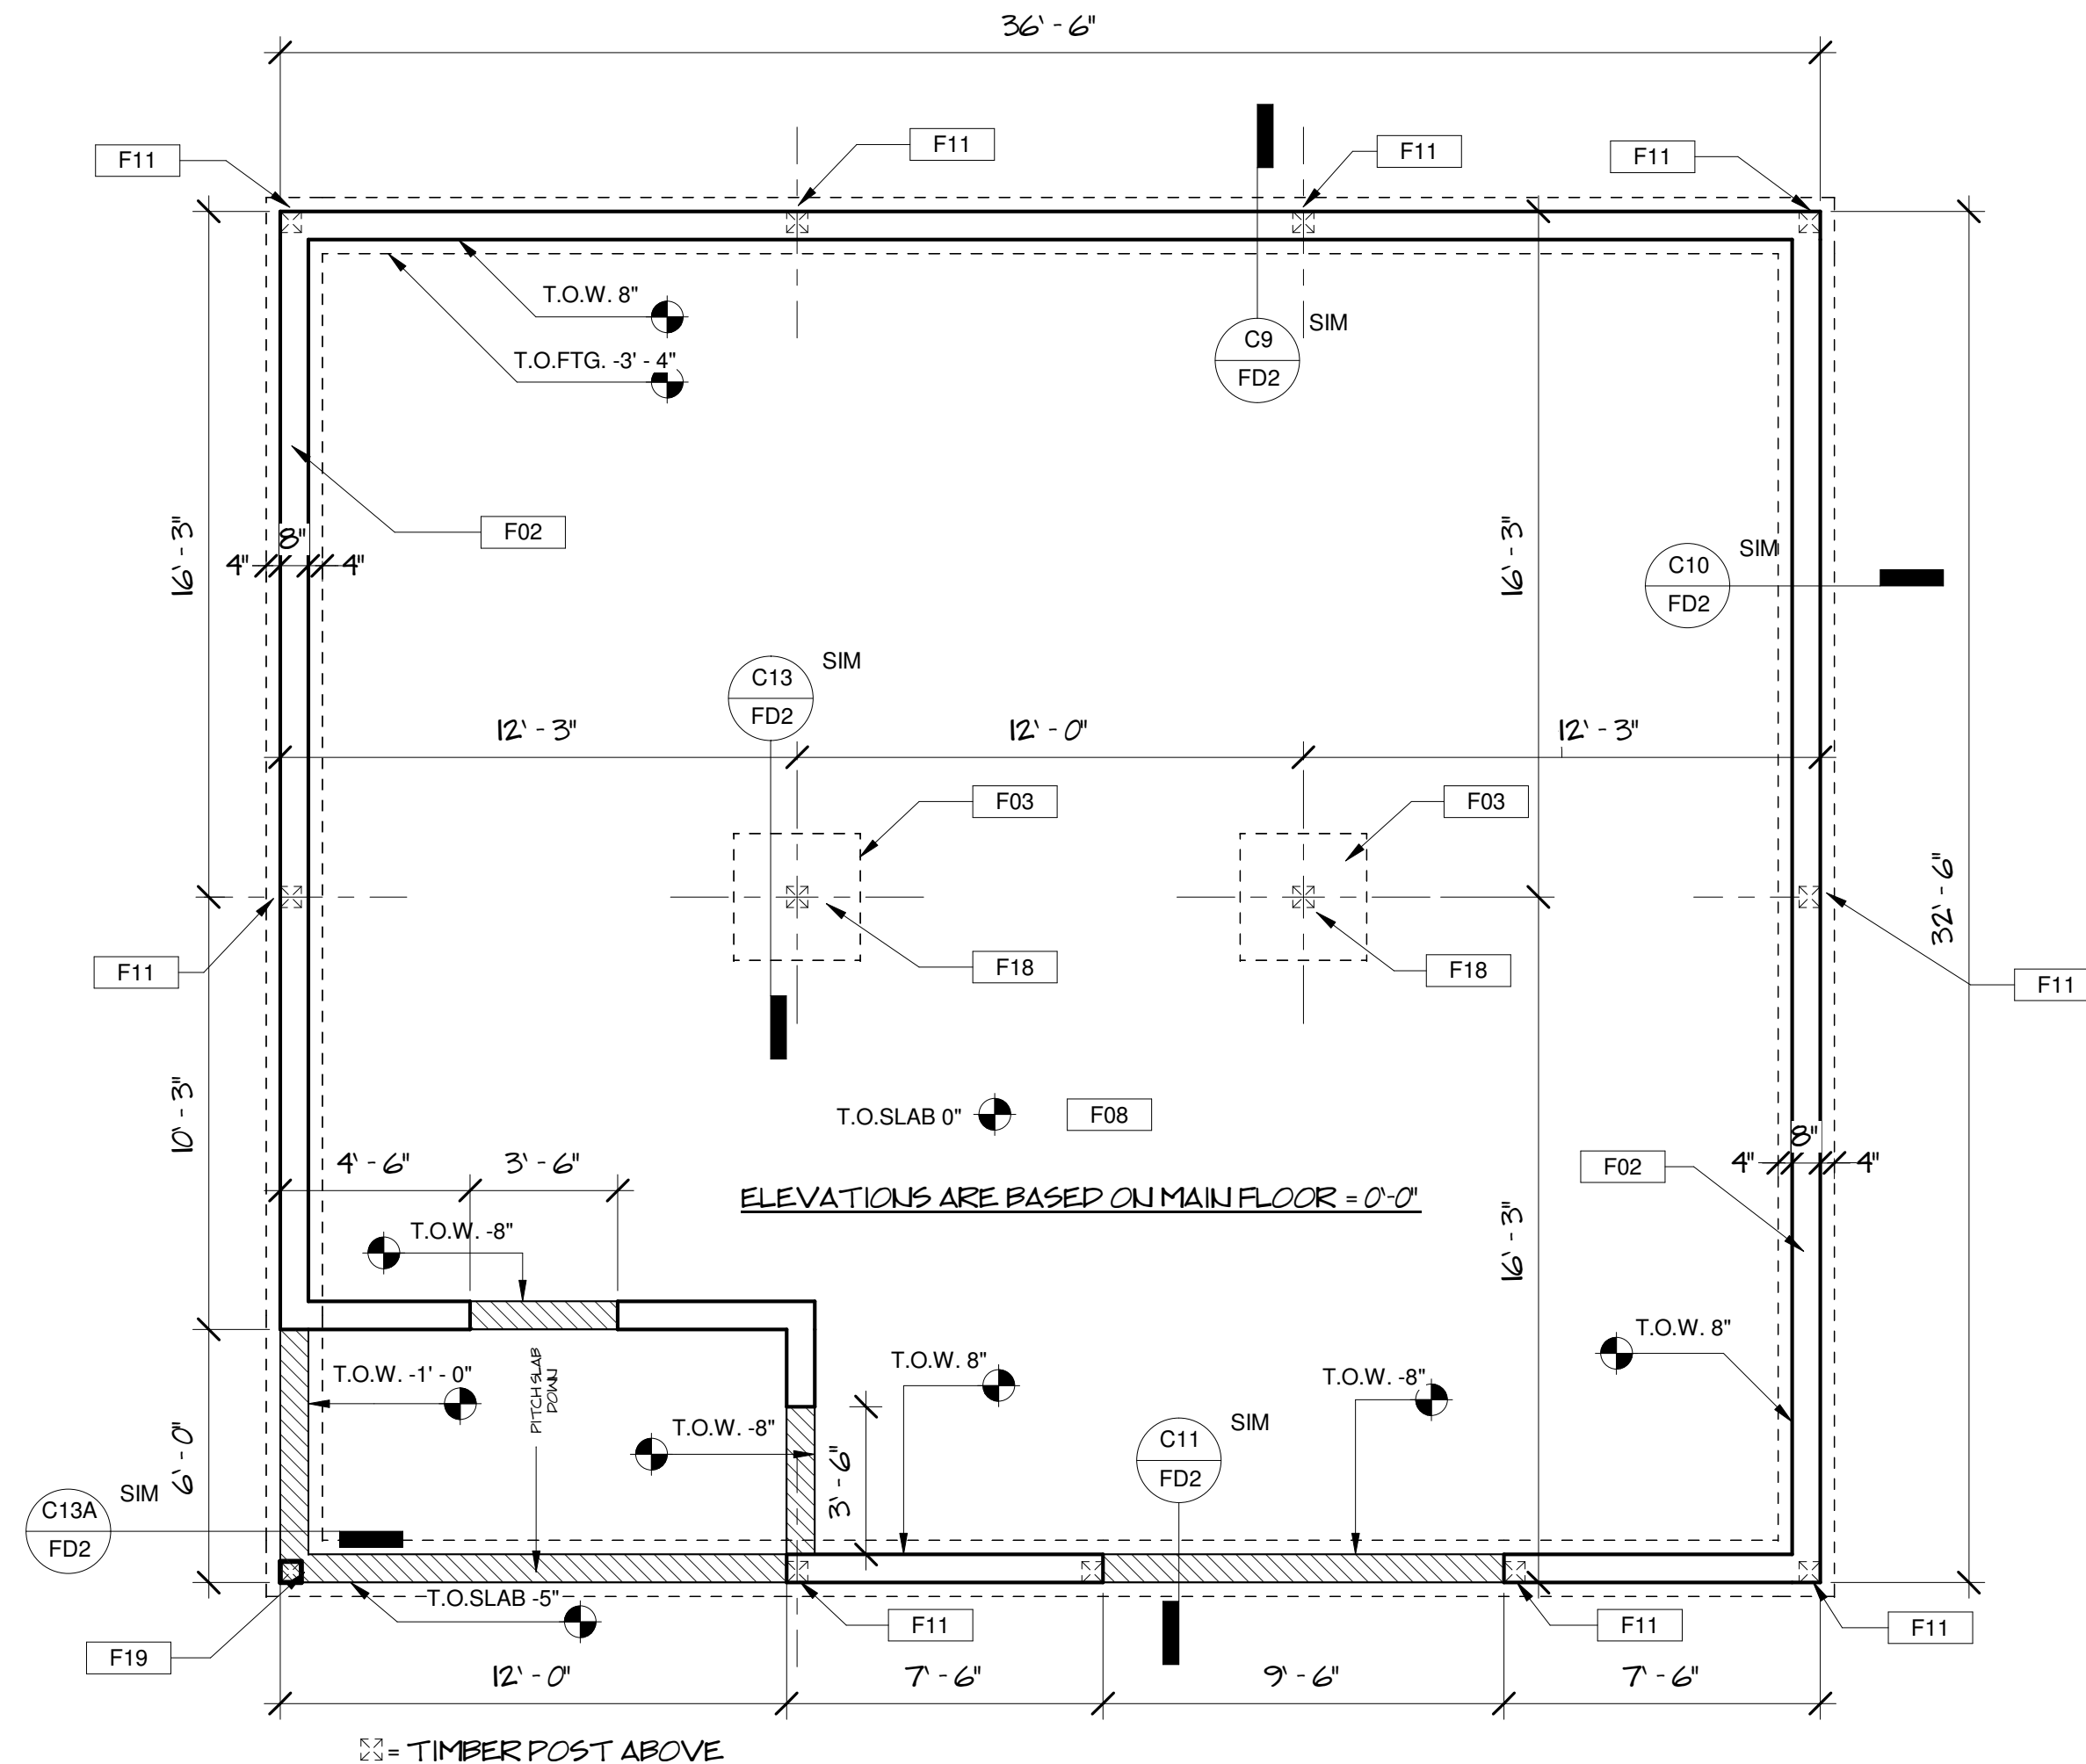 36' - 6"
F11
F11
F11
F11
T.O.W. 8"
T.O.FTG. -3' - 4"
C9
FD2
SIM
F02
16' - 3"
8"
4"
4"
16' - 3"
SIM
C10
FD2
C13
FD2
SIM
12' - 3"
12' - 0"
12' - 3"
F03
F03
32' - 6"
F11
F18
F18
F11
10' - 3"
T.O.SLAB 0"
F08
8"
4"
4"
F02
4' - 6"
3' - 6"
ELEVATIONS ARE BASED ON MAIN FLOOR = 0'-0"
T.O.W. -8"
16' - 3"
T.O.W. 8"
T.O.W. -1' - 0"
PITCH SLAB
DOWN
T.O.W. 8"
T.O.W. -8"
T.O.W. -8"
3' - 6"
C11
FD2
SIM
6' - 0"
C13A
FD2
SIM
T.O.SLAB -5"
F19
F11
F11
F11
12' - 0"
7' - 6"
9' - 6"
7' - 6"
= TIMBER POST ABOVE